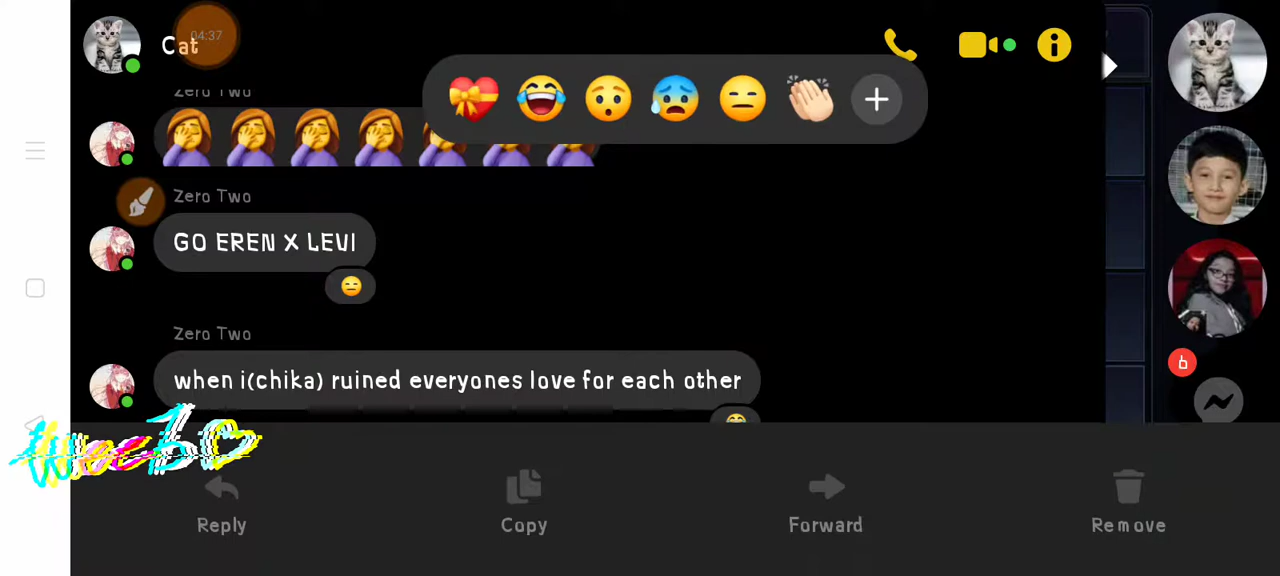 04:37
Cat
Zero Two
Zero Two
GO EREN X LEVI
Zero Two
when i(chika) ruined everyones love for each other
6
Reply
Copy
Forward
Remove